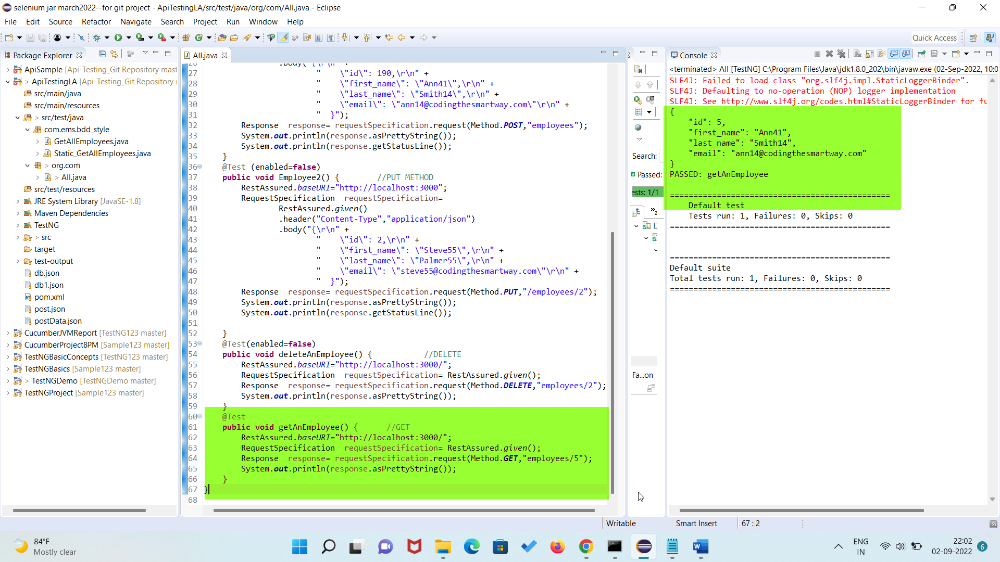 selenium jar march2022--for git project - ApiTestingLA/src/test/java/org/com/All.java - Eclipse
File Edit Source Refactor Navigate Search Project Run Window Help
Quick Access
Package Explorer
ApiSample [Api-Testing_Git Repository mast
> ApiTestingLA [Api-Testing_Git Repository
src/main/java
src/main/resources
> src/test/java
com.ems.bdd_style
GetAllEmployees.java
Static_GetAllEmployees.java
> org.com
> All.java
src/test/resources
JRE System Library [JavaSE-1.8]
Maven Dependencies
TestNG
> src
target
test-output
db.json
db1.json
pom.xml
post.json
postData.json
CucumberJVMReport [TestNG123 master]
CucumberProject8PM [Sample123 master]
TestNGBasicConcepts [TestNG123 master]
TestNGBasics [Sample123 master]
> TestNGDemo [TestNGDemo master]
TestNGProject [Sample123 master]
All.java
26 .body("{\r\n" +
27 "    \"id\": 190,\r\n" +
28 "    \"first_name\": \"Ann41\",\r\n" +
29 "    \"last_name\": \"Smith14\",\r\n" +
30 "    \"email\": \"ann14@codingthesmartway.com\"\r\n" +
31 "  }");
32 Response  response= requestSpecification.request(Method.POST,"employees");
33 System.out.println(response.asPrettyString());
34 System.out.println(response.getStatusLine());
35 }
36 @Test (enabled=false)
37 public void Employee2() {        //PUT METHOD
38 RestAssured.baseURI="http://localhost:3000";
39 RequestSpecification  requestSpecification=
40 RestAssured.given()
41 .header("Content-Type","application/json")
42 .body("{\r\n" +
43 "    \"id\": 2,\r\n" +
44 "    \"first_name\": \"Steve55\",\r\n" +
45 "    \"last_name\": \"Palmer55\",\r\n" +
46 "    \"email\": \"steve55@codingthesmartway.com\"\r\n" +
47 "  }");
48 Response  response= requestSpecification.request(Method.PUT,"/employees/2");
49 System.out.println(response.asPrettyString());
50 System.out.println(response.getStatusLine());
51
52 }
53 @Test(enabled=false)
54 public void deleteAnEmployee() {           //DELETE
55 RestAssured.baseURI="http://localhost:3000/";
56 RequestSpecification  requestSpecification= RestAssured.given();
57 Response  response= requestSpecification.request(Method.DELETE,"employees/2");
58 System.out.println(response.asPrettyString());
59 }
60 @Test
61 public void getAnEmployee() {      //GET
62 RestAssured.baseURI="http://localhost:3000/";
63 RequestSpecification  requestSpecification= RestAssured.given();
64 Response  response= requestSpecification.request(Method.GET,"employees/5");
65 System.out.println(response.asPrettyString());
66 }
67 }
68
Search:
Passed:
ests: 1/1
»2
Fa...on
Console
<terminated> All [TestNG] C:\Program Files\Java\jdk1.8.0_202\bin\javaw.exe (02-Sep-2022, 10:0
SLF4J: Failed to load class "org.slf4j.impl.StaticLoggerBinder".
SLF4J: Defaulting to no-operation (NOP) logger implementation
SLF4J: See http://www.slf4j.org/codes.html#StaticLoggerBinder for fu
{
"id": 5,
"first_name": "Ann41",
"last_name": "Smith14",
"email": "ann14@codingthesmartway.com"
}
PASSED: getAnEmployee
===============================================
Default test
Tests run: 1, Failures: 0, Skips: 0
===============================================
===============================================
Default suite
Total tests run: 1, Failures: 0, Skips: 0
===============================================
Writable Smart Insert 67 : 2
84°F
Mostly clear
ENG
IN
22:02
02-09-2022
6